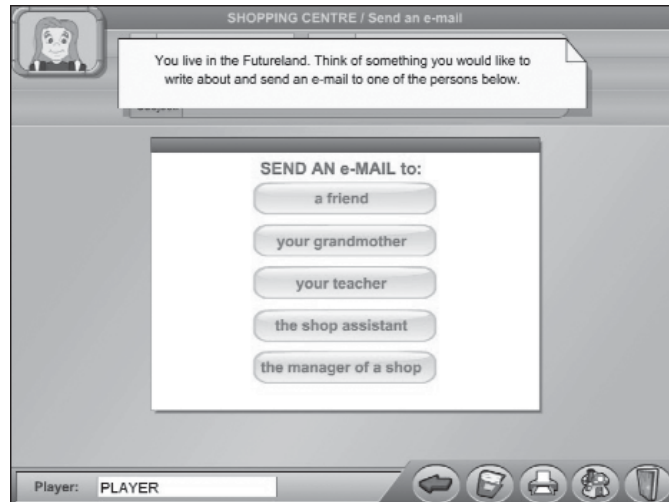 SHOPPING CENTRE / Send an e-mail
You live in the Futureland. Think of something you would like to
write about and send an e-mail to one of the persons below.
SEND AN e-MAIL to:
a friend
your grandmother
your teacher
the shop assistant
the manager of a shop
Player: PLAYER